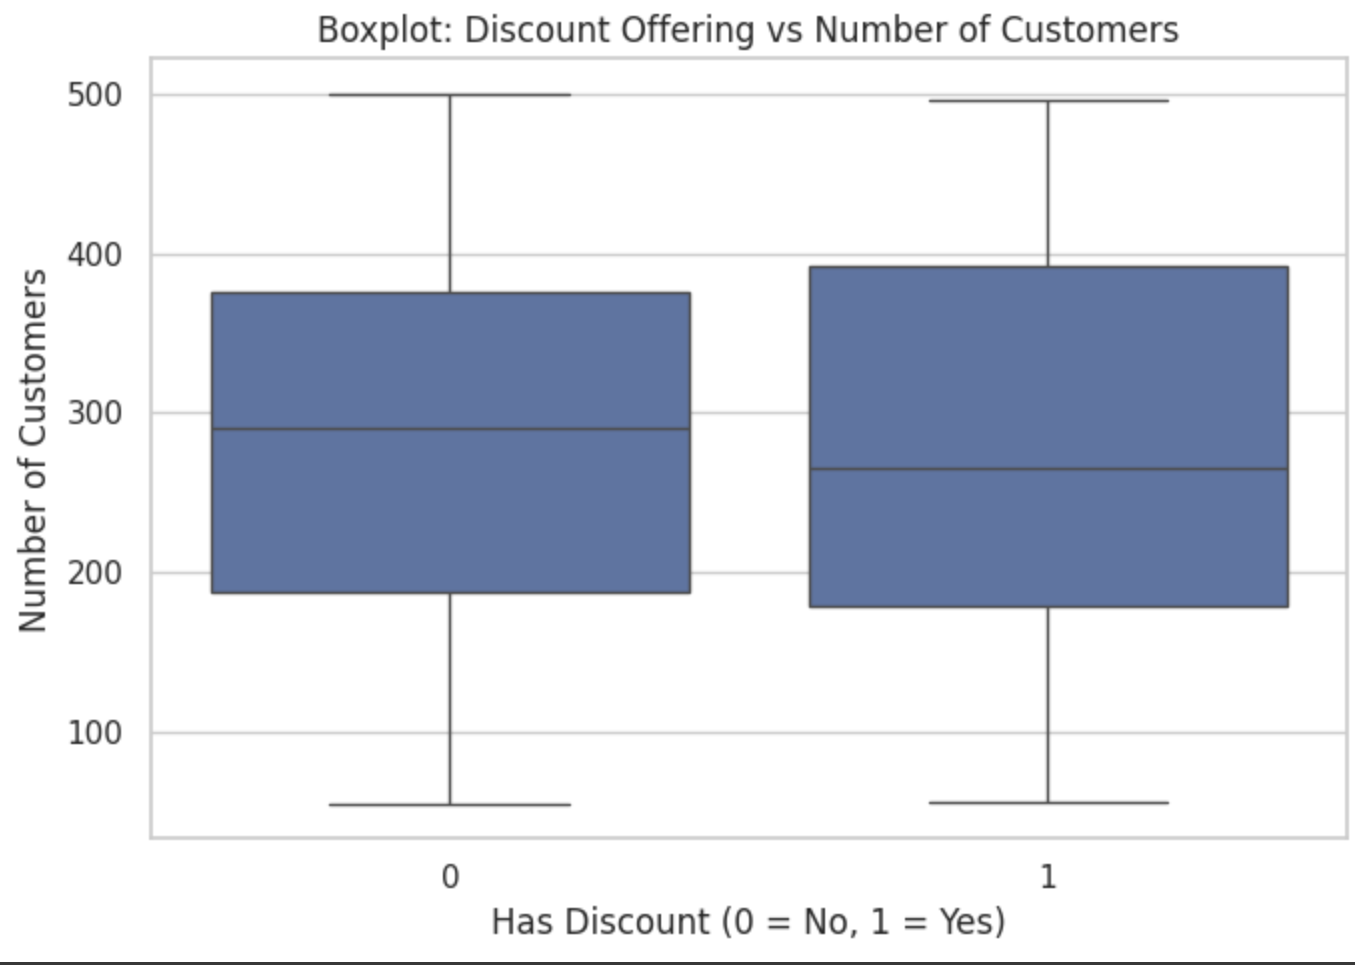 Boxplot: Discount Offering vs Number of Customers
Number of Customers
500
400
300
200
100
0
1
Has Discount (0 = No, 1 = Yes)